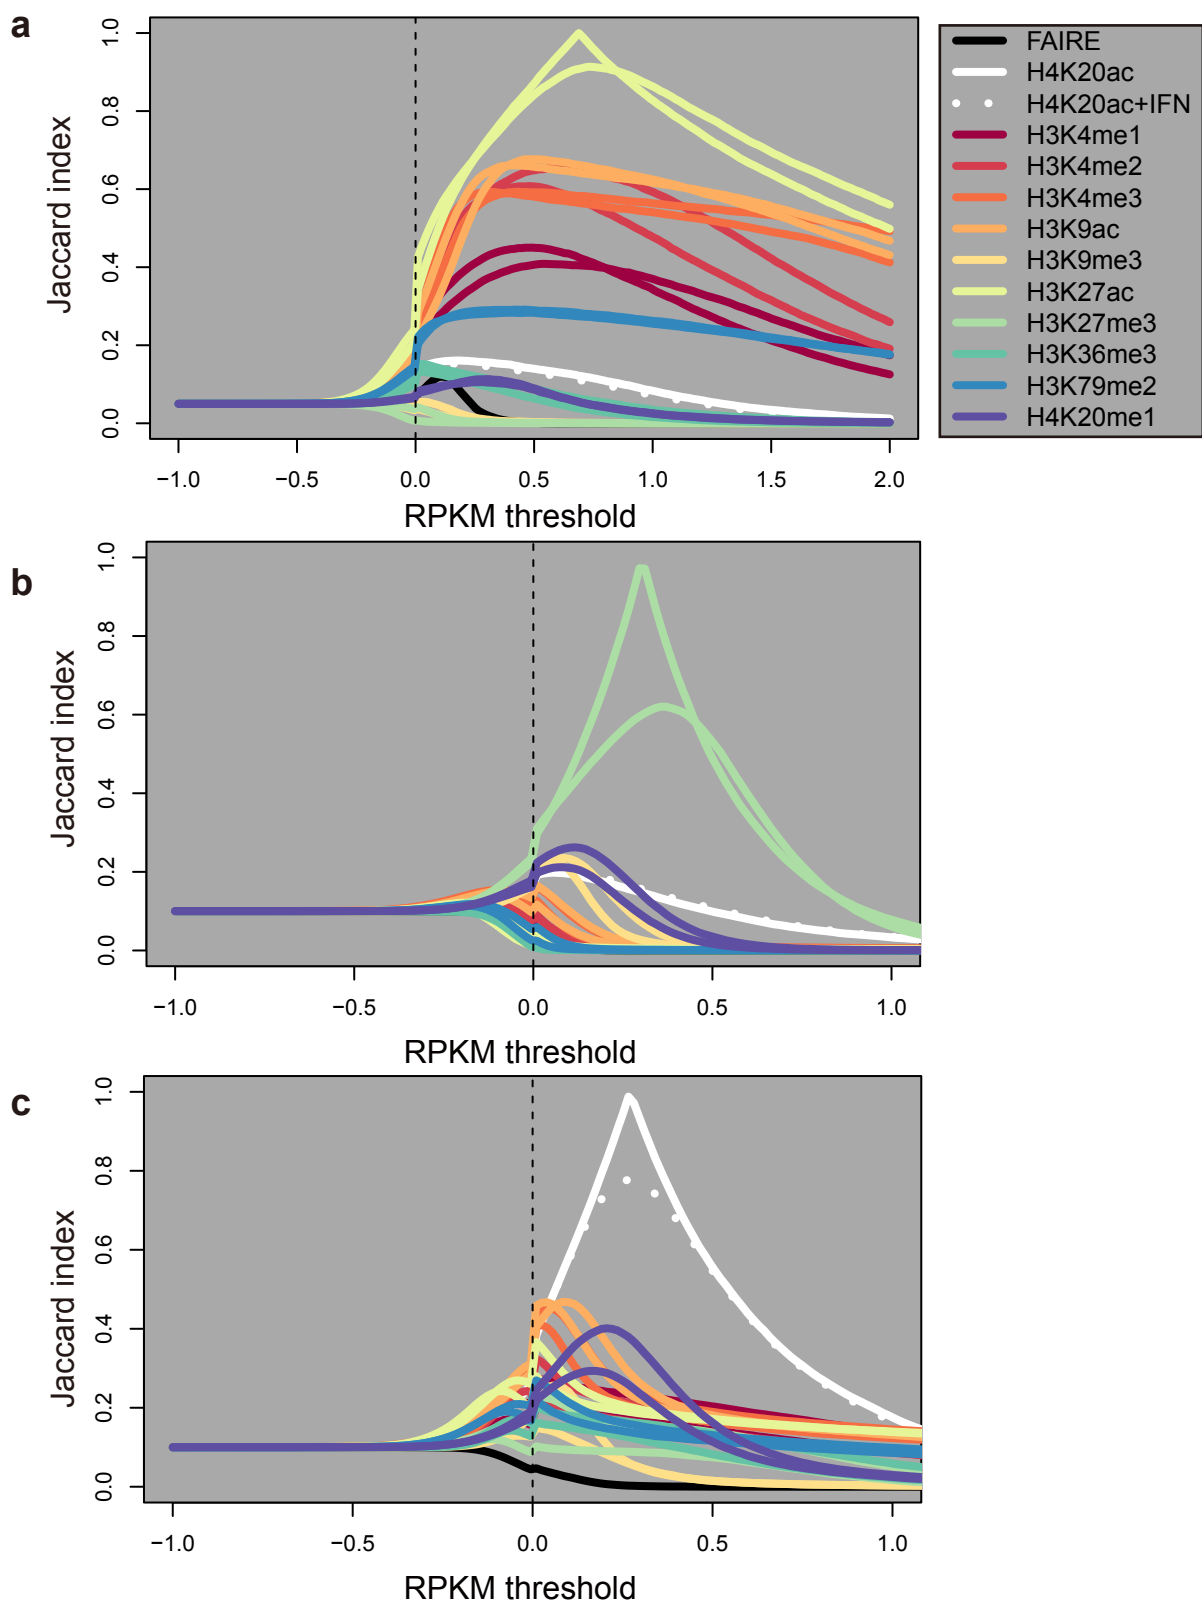 a
Jaccard index
1.0
0.8
0.6
0.4
0.2
0.0
−1.0 −0.5 0.0 0.5 1.0 1.5 2.0
RPKM threshold
FAIRE
H4K20ac
H4K20ac+IFN
H3K4me1
H3K4me2
H3K4me3
H3K9ac
H3K9me3
H3K27ac
H3K27me3
H3K36me3
H3K79me2
H4K20me1
b
Jaccard index
1.0
0.8
0.6
0.4
0.2
0.0
−1.0 −0.5 0.0 0.5 1.0
RPKM threshold
c
Jaccard index
1.0
0.8
0.6
0.4
0.2
0.0
−1.0 −0.5 0.0 0.5 1.0
RPKM threshold